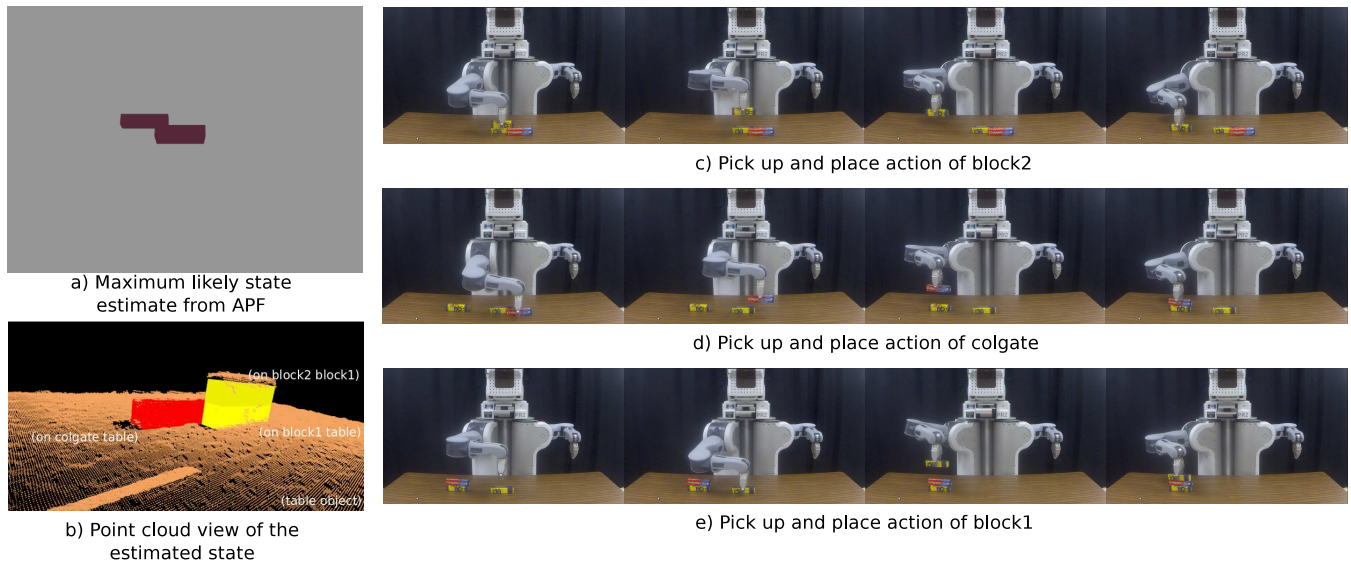 a) Maximum likely state
estimate from APF
(on block2 block1)
(on colgate table)
(on block1 table)
(table object)
b) Point cloud view of the
estimated state
c) Pick up and place action of block2
d) Pick up and place action of colgate
e) Pick up and place action of block1